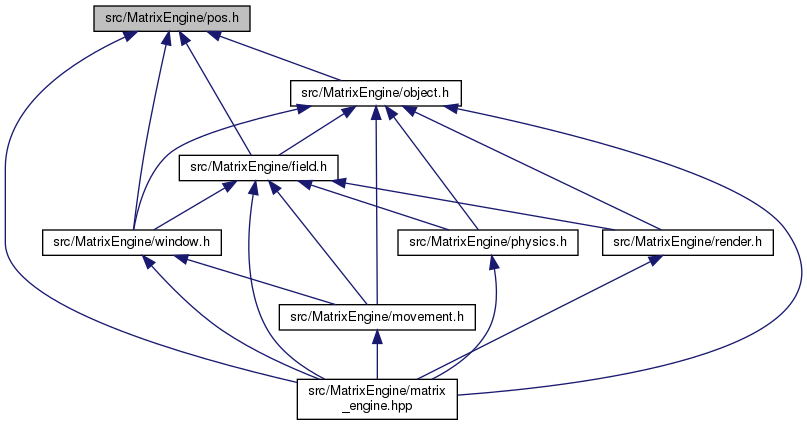 src/MatrixEngine/pos.h
src/MatrixEngine/object.h
src/MatrixEngine/field.h
src/MatrixEngine/window.h
src/MatrixEngine/physics.h
src/MatrixEngine/render.h
src/MatrixEngine/movement.h
src/MatrixEngine/matrix
_engine.hpp